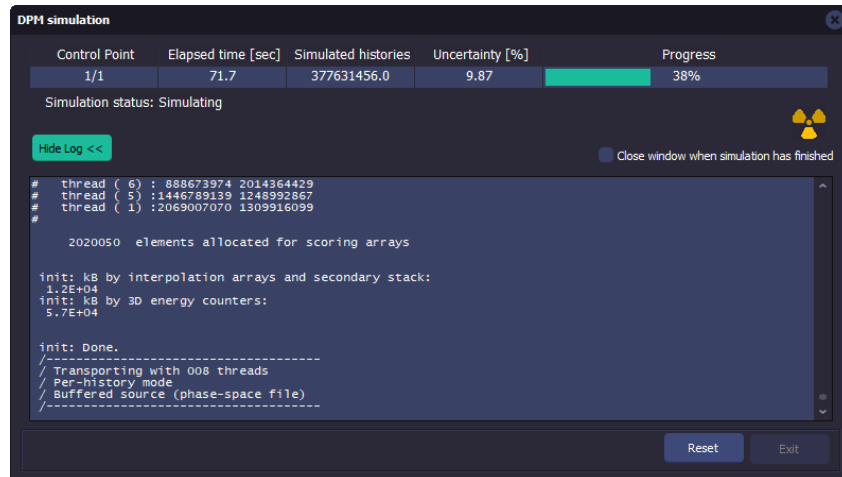 DPM simulation
Control Point Elapsed time [sec] Simulated histories Uncertainty [%] Progress
1/1 71.7 377631456.0 9.87 38%
Simulation status: Simulating
Hide Log <<
Close window when simulation has finished
# thread ( 6) : 888673974 2014364429
# thread ( 5) :1446789139 1248992867
# thread ( 1) :2069007070 1309916099
#
2020050 elements allocated for scoring arrays
init: kB by interpolation arrays and secondary stack:
1.2E+04
init: kB by 3D energy counters:
5.7E+04
init: Done.
/-------------------------------------
/ Transporting with 008 threads
/ Per-history mode
/ Buffered source (phase-space file)
/-------------------------------------
Reset Exit